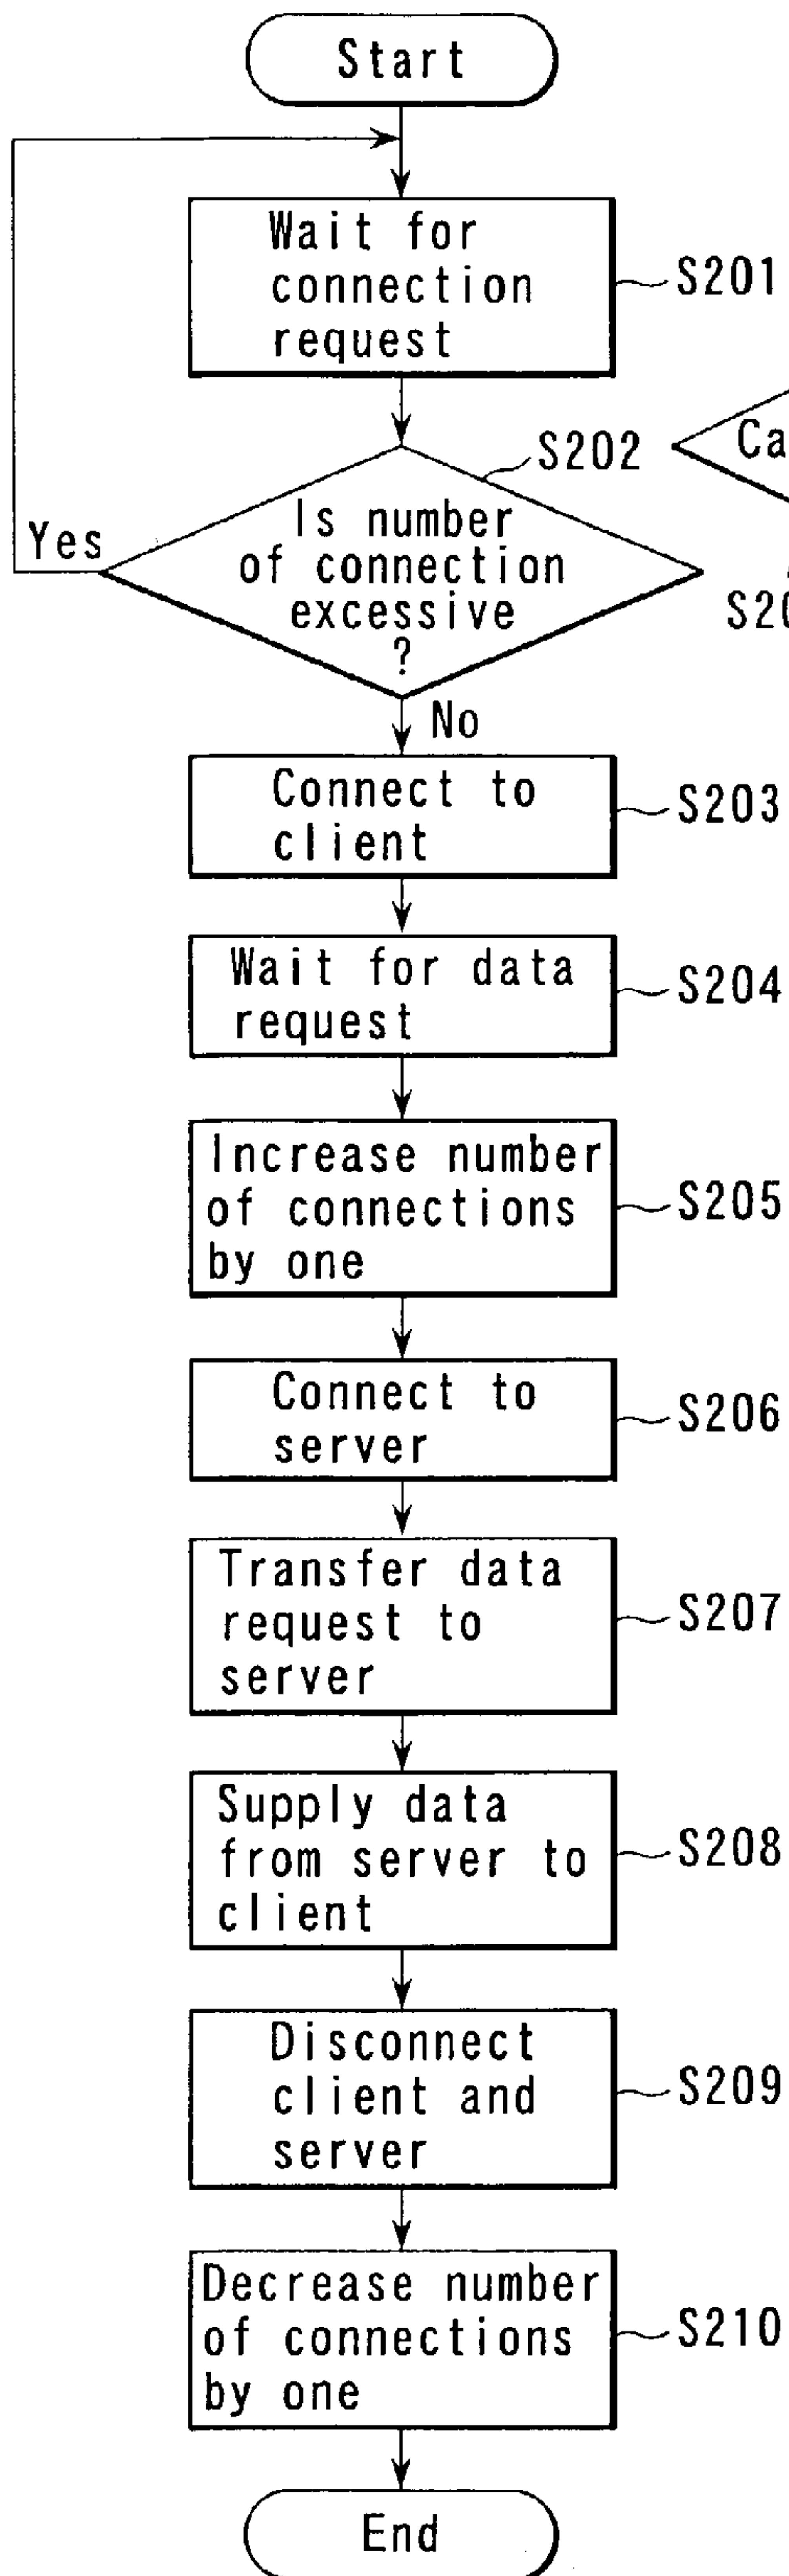 Start
Wait for
connection
request
S201
S202
Ca
Is number
of connection
excessive
?
Yes
No
Connect to
client
S203
Wait for data
request
S204
Increase number
of connections
by one
S205
Connect to
server
S206
Transfer data
request to
server
S207
Supply data
from server to
client
S208
Disconnect
client and
server
S209
Decrease number
of connections
by one
S210
End